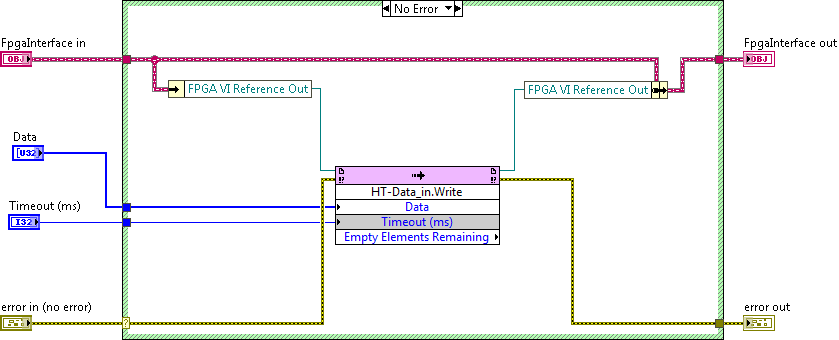 No Error
FpgaInterface in
FpgaInterface out
OBJ
OBJ
FPGA VI Reference Out
FPGA VI Reference Out
Data
[U32]
HT-Data_in.Write
Timeout (ms)
Data
I32
Timeout (ms)
Empty Elements Remaining
error in (no error)
error out
?